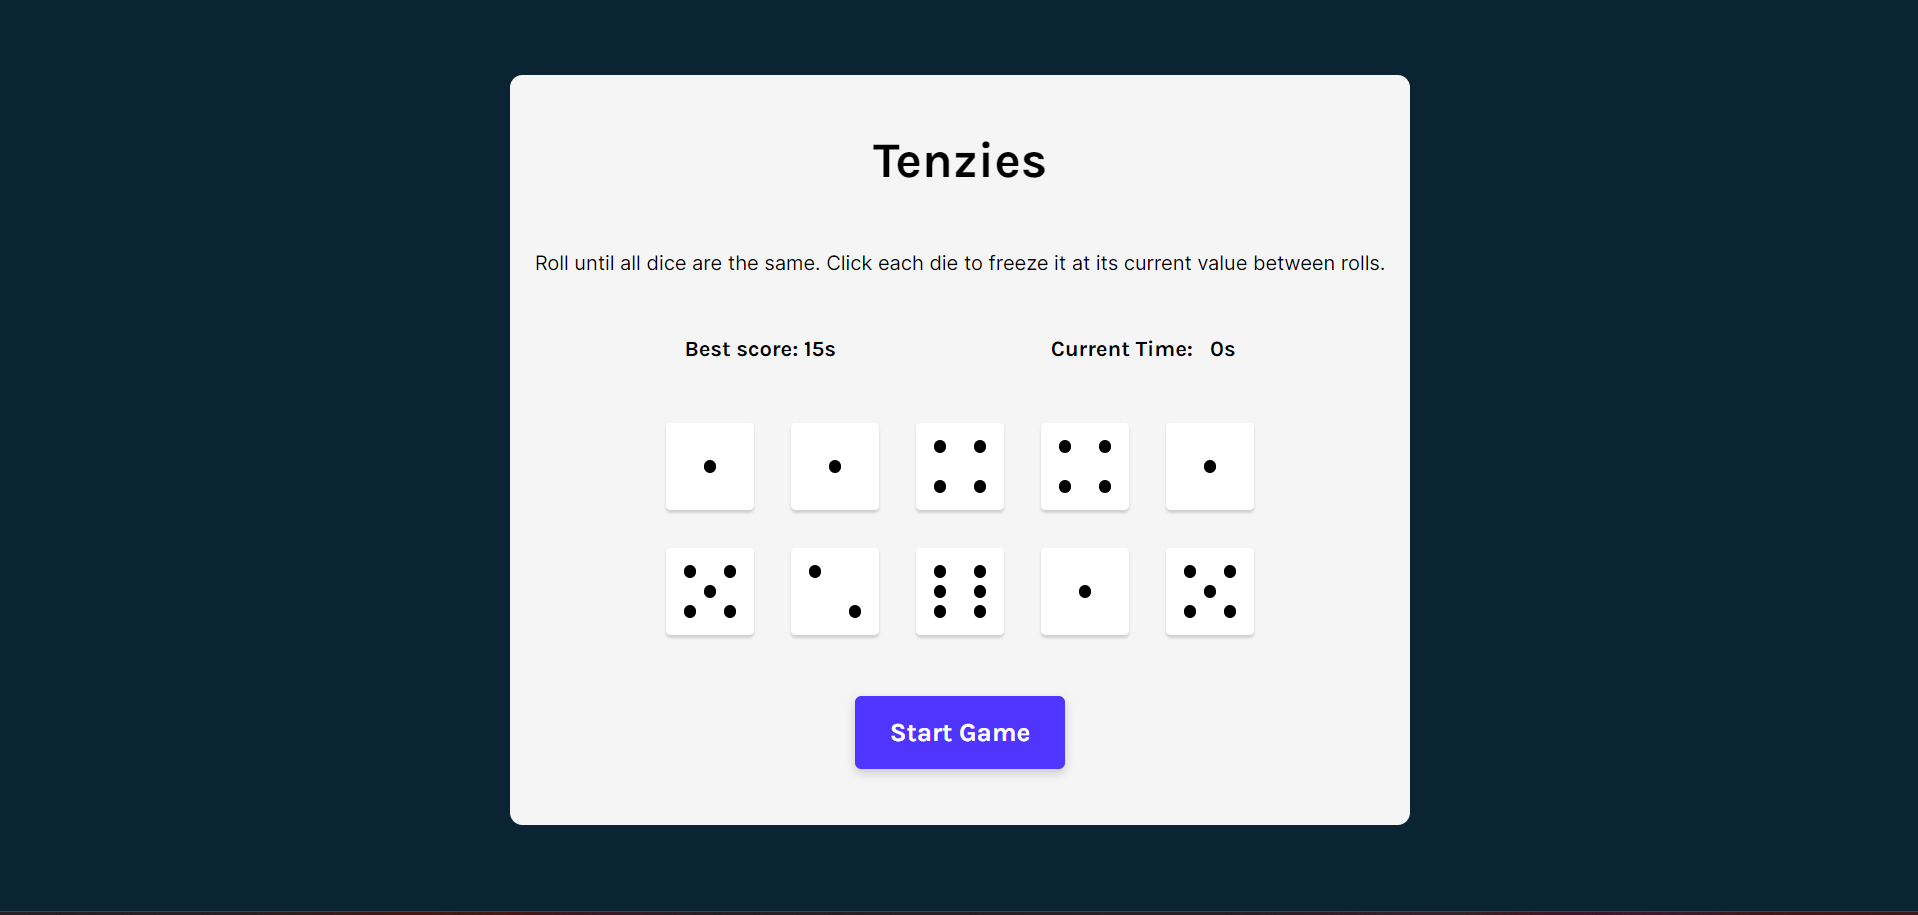 Tenzies
Roll until all dice are the same. Click each die to freeze it at its current value between rolls.
Best score: 15s
Current Time: 0s
Start Game